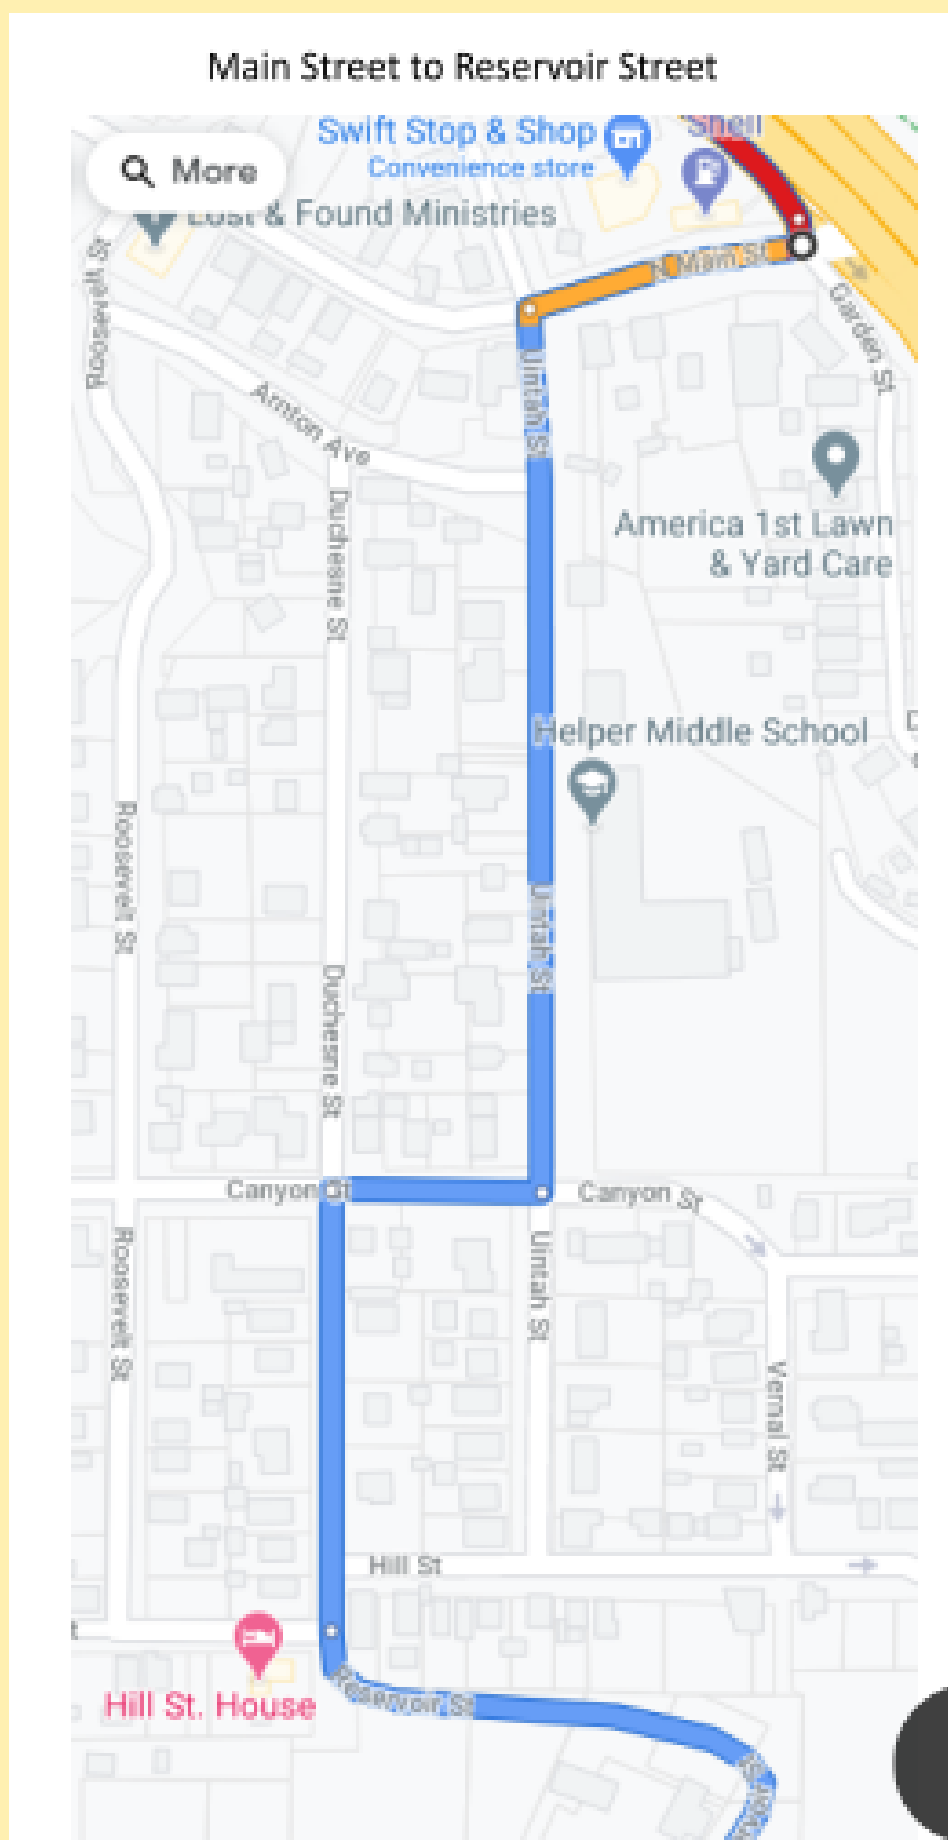 Main Street to Reservoir Street
Swift Stop & Shop
Convenience store
Shell
More
Lost & Found Ministries
N Main St
Roosevelt St
Garden St
Uintah St
Arnton Ave
America 1st Lawn
& Yard Care
Duchesne St
Helper Middle School
Roosevelt St
Uintah St
Duchesne St
Canyon St
Canyon St
Roosevelt St
Uintah St
Vernal St
Hill St
Hill St. House
Reservoir St